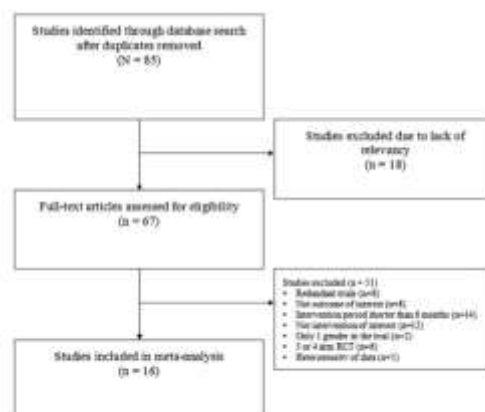 Studies identified through database search
after duplicates removed
(N = 85)
Studies excluded due to lack of
relevancy
(n = 18)
Full-text articles assessed for eligibility
(n = 67)
Studies excluded (n = 51)
• Redundant trials (n=8)
• Not outcome of interest (n=8)
• Intervention period shorter than 6 months (n=14)
• Not intervention of interest (n=12)
• Only 1 gender in the trial (n=2)
• 3 or 4 arm RCT (n=6)
• Heterogeneity of data (n=1)
Studies included in meta-analysis
(n = 16)